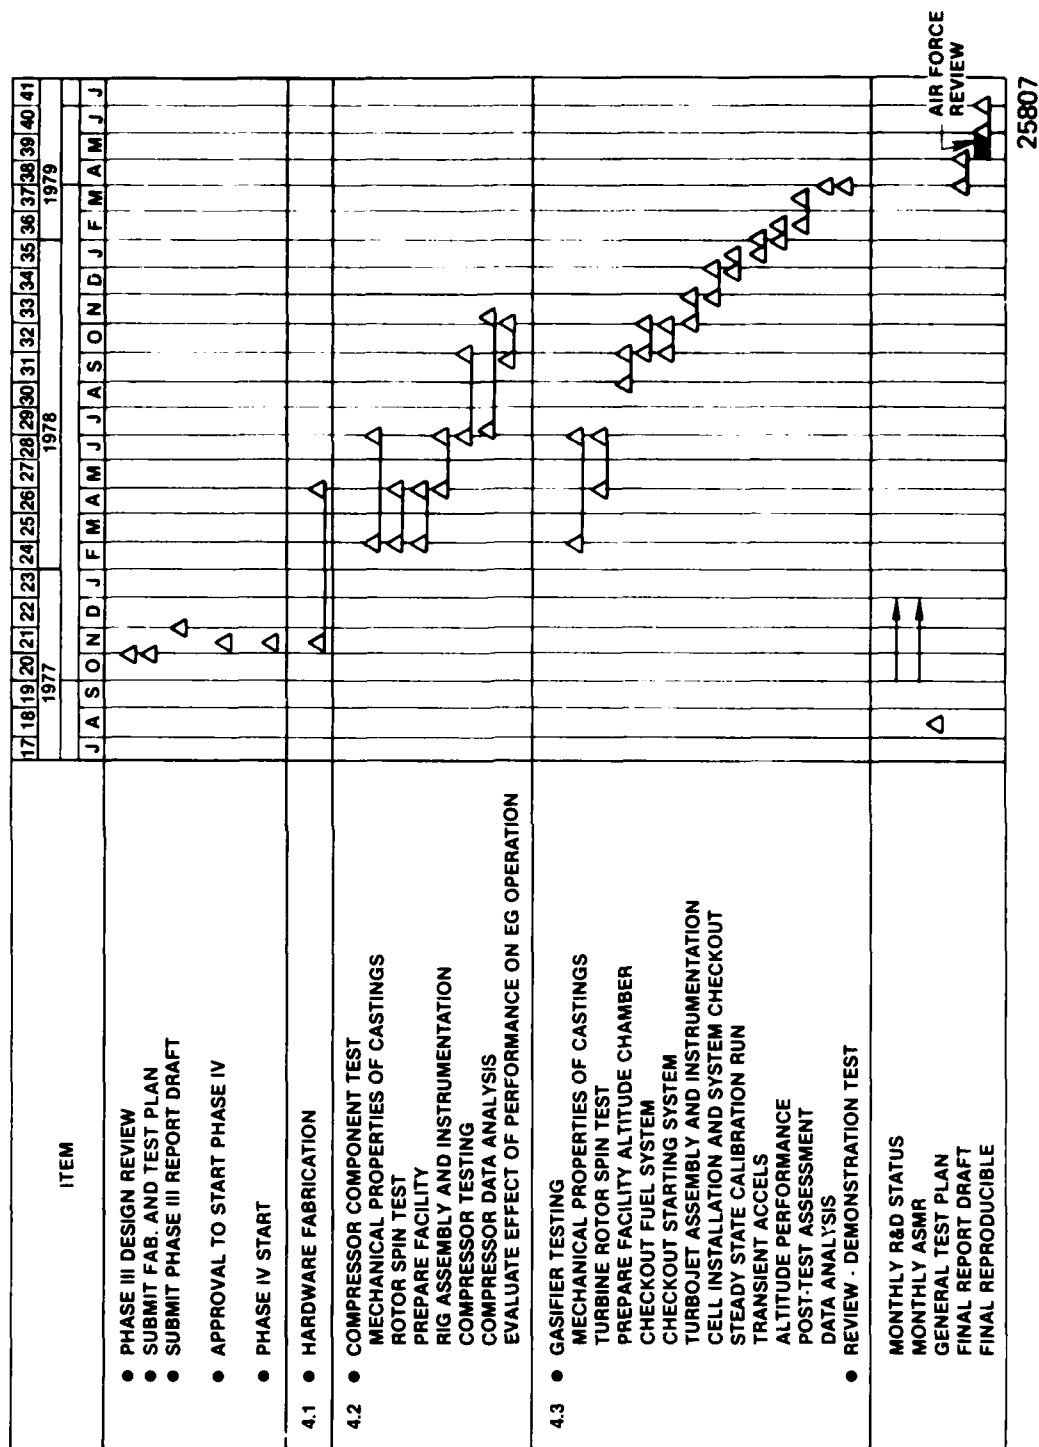 ITEM
17 18 19 20 21 22 23 24 25 26 27 28 29 30 31 32 33 34 35 36 37 38 39 40 41
1977 1978 1979
J A S O N D J F M A M J J A S O N D J F M A M J J
• PHASE III DESIGN REVIEW
• SUBMIT FAB. AND TEST PLAN
• SUBMIT PHASE III REPORT DRAFT
• APPROVAL TO START PHASE IV
• PHASE IV START
4.1 • HARDWARE FABRICATION
4.2 • COMPRESSOR COMPONENT TEST
MECHANICAL PROPERTIES OF CASTINGS
ROTOR SPIN TEST
PREPARE FACILITY
RIG ASSEMBLY AND INSTRUMENTATION
COMPRESSOR TESTING
COMPRESSOR DATA ANALYSIS
EVALUATE EFFECT OF PERFORMANCE ON EG OPERATION
4.3 • GASIFIER TESTING
MECHANICAL PROPERTIES OF CASTINGS
TURBINE ROTOR SPIN TEST
PREPARE FACILITY ALTITUDE CHAMBER
CHECKOUT FUEL SYSTEM
CHECKOUT STARTING SYSTEM
TURBOJET ASSEMBLY AND INSTRUMENTATION
CELL INSTALLATION AND SYSTEM CHECKOUT
STEADY STATE CALIBRATION RUN
TRANSIENT ACCELS
ALTITUDE PERFORMANCE
POST-TEST ASSESSMENT
DATA ANALYSIS
• REVIEW - DEMONSTRATION TEST
MONTHLY R&D STATUS
MONTHLY ASMR
GENERAL TEST PLAN
FINAL REPORT DRAFT
FINAL REPRODUCIBLE
AIR FORCE
REVIEW
25807